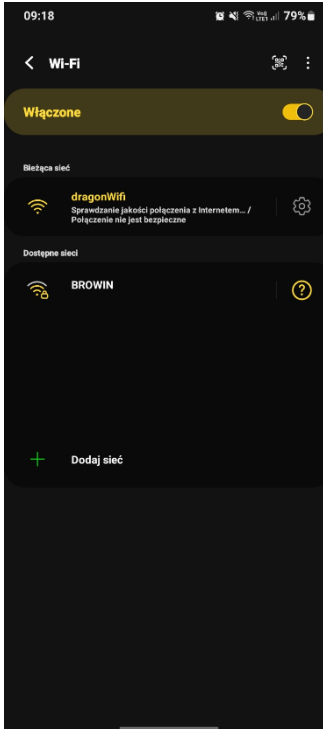 09:18 79%
Wi-Fi
Włączone
Bieżąca sieć
dragonWifi
Sprawdzanie jakości połączenia z Internetem... /
Połączenie nie jest bezpieczne
Dostępne sieci
BROWIN
?
Dodaj sieć